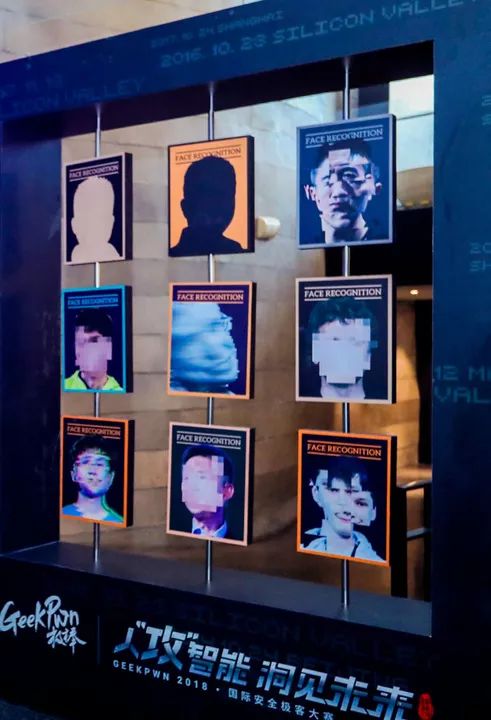 2016.10.23 SILICON VALLEY
FACE RECOGNITION
FACE RECOGNITION
FACE RECOGNITION
FACE RECOGNITION
FACE RECOGNITION
FACE RECOGNITION
FACE RECOGNITION
FACE RECOGNITION
FACE RECOGNITION
GeekPwn
极棒
人“攻”智能 洞见未来
GEEKPWN 2018 · 国际安全极客大赛